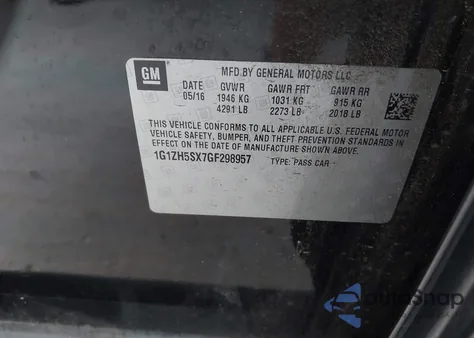 GM
MFD.BY GENERAL MOTORS LLC
DATE GVWR GAWR FRT GAWR RR
05/16 1946 KG 1031 KG 915 KG
4291 LB 2273 LB 2018 LB
THIS VEHICLE CONFORMS TO ALL APPLICABLE U.S. FEDERAL MOTOR
VEHICLE SAFETY, BUMPER, AND THEFT PREVENTION STANDARDS
IN EFFECT ON THE DATE OF MANUFACTURE SHOWN ABOVE.
1G1ZH5SX7GF298957 TYPE: PASS CAR
AutoSnap